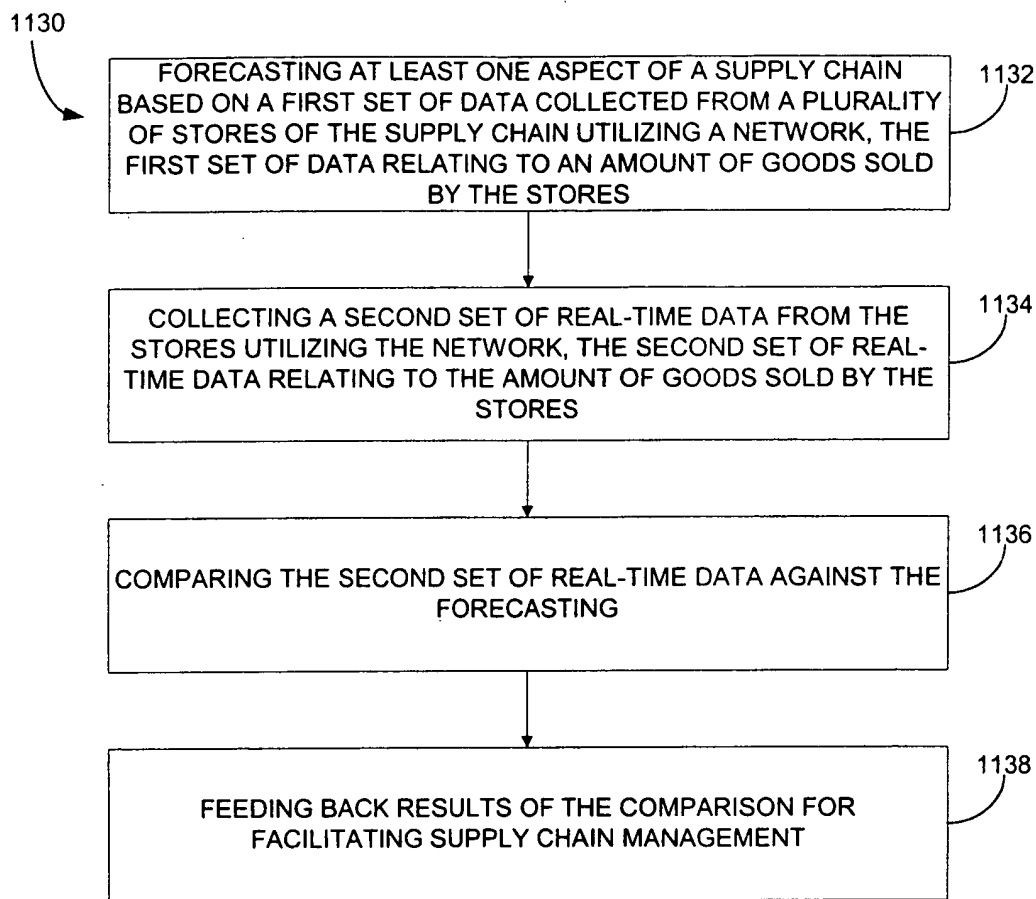 1130
FORECASTING AT LEAST ONE ASPECT OF A SUPPLY CHAIN
BASED ON A FIRST SET OF DATA COLLECTED FROM A PLURALITY
OF STORES OF THE SUPPLY CHAIN UTILIZING A NETWORK, THE
FIRST SET OF DATA RELATING TO AN AMOUNT OF GOODS SOLD
BY THE STORES
1132
COLLECTING A SECOND SET OF REAL-TIME DATA FROM THE
STORES UTILIZING THE NETWORK, THE SECOND SET OF REAL-
TIME DATA RELATING TO THE AMOUNT OF GOODS SOLD BY THE
STORES
1134
COMPARING THE SECOND SET OF REAL-TIME DATA AGAINST THE
FORECASTING
1136
FEEDING BACK RESULTS OF THE COMPARISON FOR
FACILITATING SUPPLY CHAIN MANAGEMENT
1138